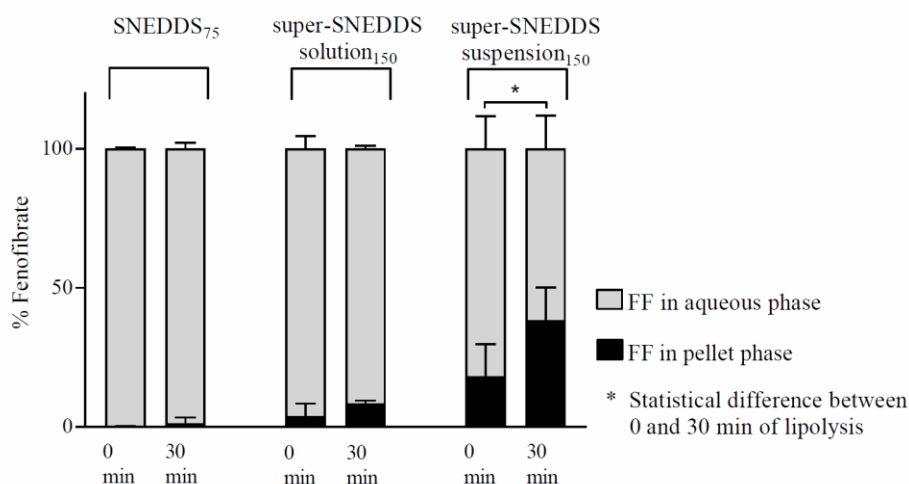 SNEDDS₇₅
super-SNEDDS
solution₁₅₀
super-SNEDDS
suspension₁₅₀
*
% Fenofibrate
100
50
0
0
min
30
min
0
min
30
min
0
min
30
min
FF in aqueous phase
FF in pellet phase
* Statistical difference between
0 and 30 min of lipolysis